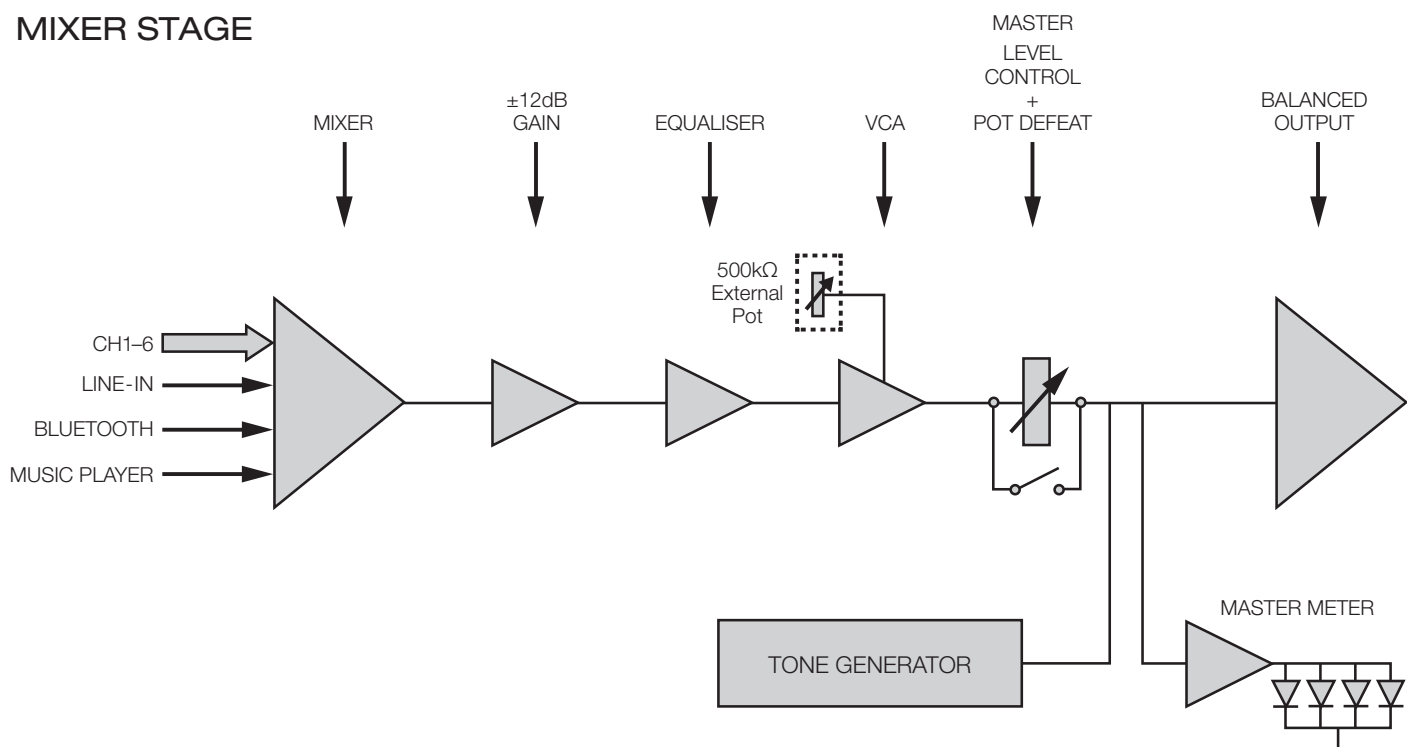 MIXER STAGE
MIXER
±12dB
GAIN
EQUALISER
VCA
MASTER
LEVEL
CONTROL
+
POT DEFEAT
BALANCED
OUTPUT
500kΩ
External
Pot
CH1–6
LINE-IN
BLUETOOTH
MUSIC PLAYER
TONE GENERATOR
MASTER METER